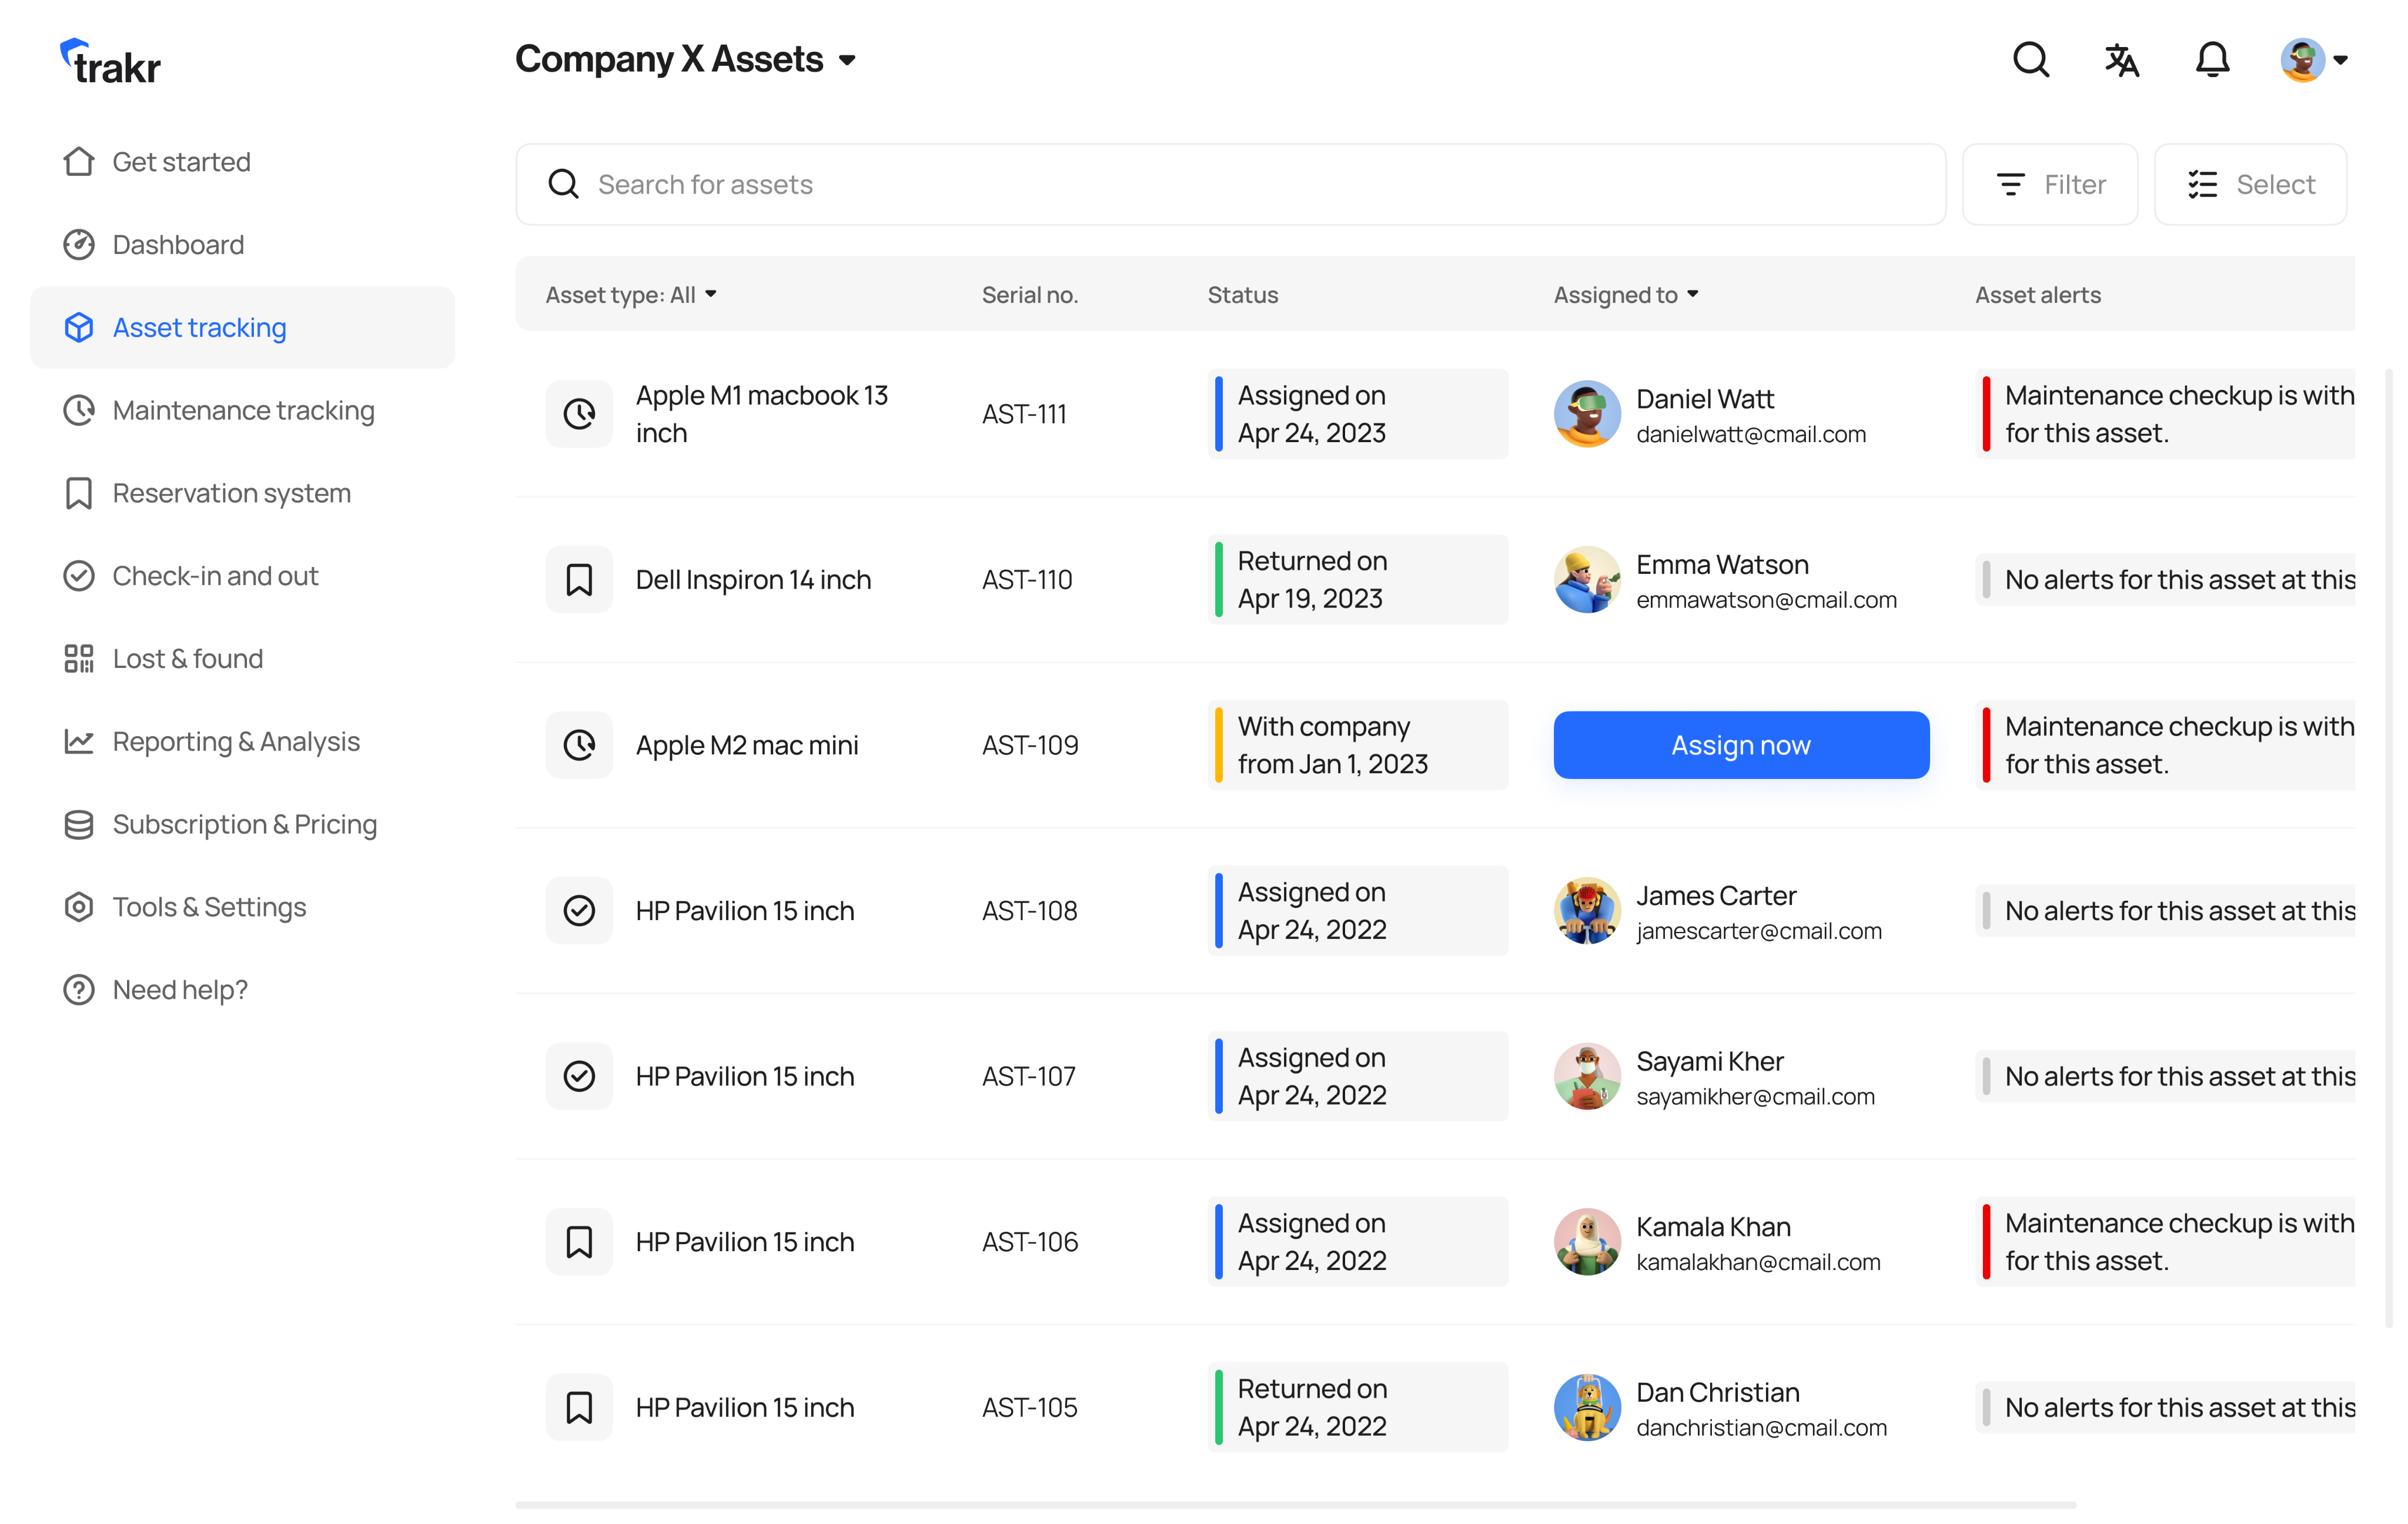 trakr
Company X Assets
Get started
Dashboard
Asset tracking
Maintenance tracking
Reservation system
Check-in and out
Lost & found
Reporting & Analysis
Subscription & Pricing
Tools & Settings
Need help?
Search for assets
Filter
Select
Asset type: All
Serial no.
Status
Assigned to
Asset alerts
Apple M1 macbook 13
inch
AST-111
Assigned on
Apr 24, 2023
Daniel Watt
danielwatt@cmail.com
Maintenance checkup is with
for this asset.
Dell Inspiron 14 inch
AST-110
Returned on
Apr 19, 2023
Emma Watson
emmawatson@cmail.com
No alerts for this asset at this
Apple M2 mac mini
AST-109
With company
from Jan 1, 2023
Assign now
Maintenance checkup is with
for this asset.
HP Pavilion 15 inch
AST-108
Assigned on
Apr 24, 2022
James Carter
jamescarter@cmail.com
No alerts for this asset at this
HP Pavilion 15 inch
AST-107
Assigned on
Apr 24, 2022
Sayami Kher
sayamikher@cmail.com
No alerts for this asset at this
HP Pavilion 15 inch
AST-106
Assigned on
Apr 24, 2022
Kamala Khan
kamalakhan@cmail.com
Maintenance checkup is with
for this asset.
HP Pavilion 15 inch
AST-105
Returned on
Apr 24, 2022
Dan Christian
danchristian@cmail.com
No alerts for this asset at this